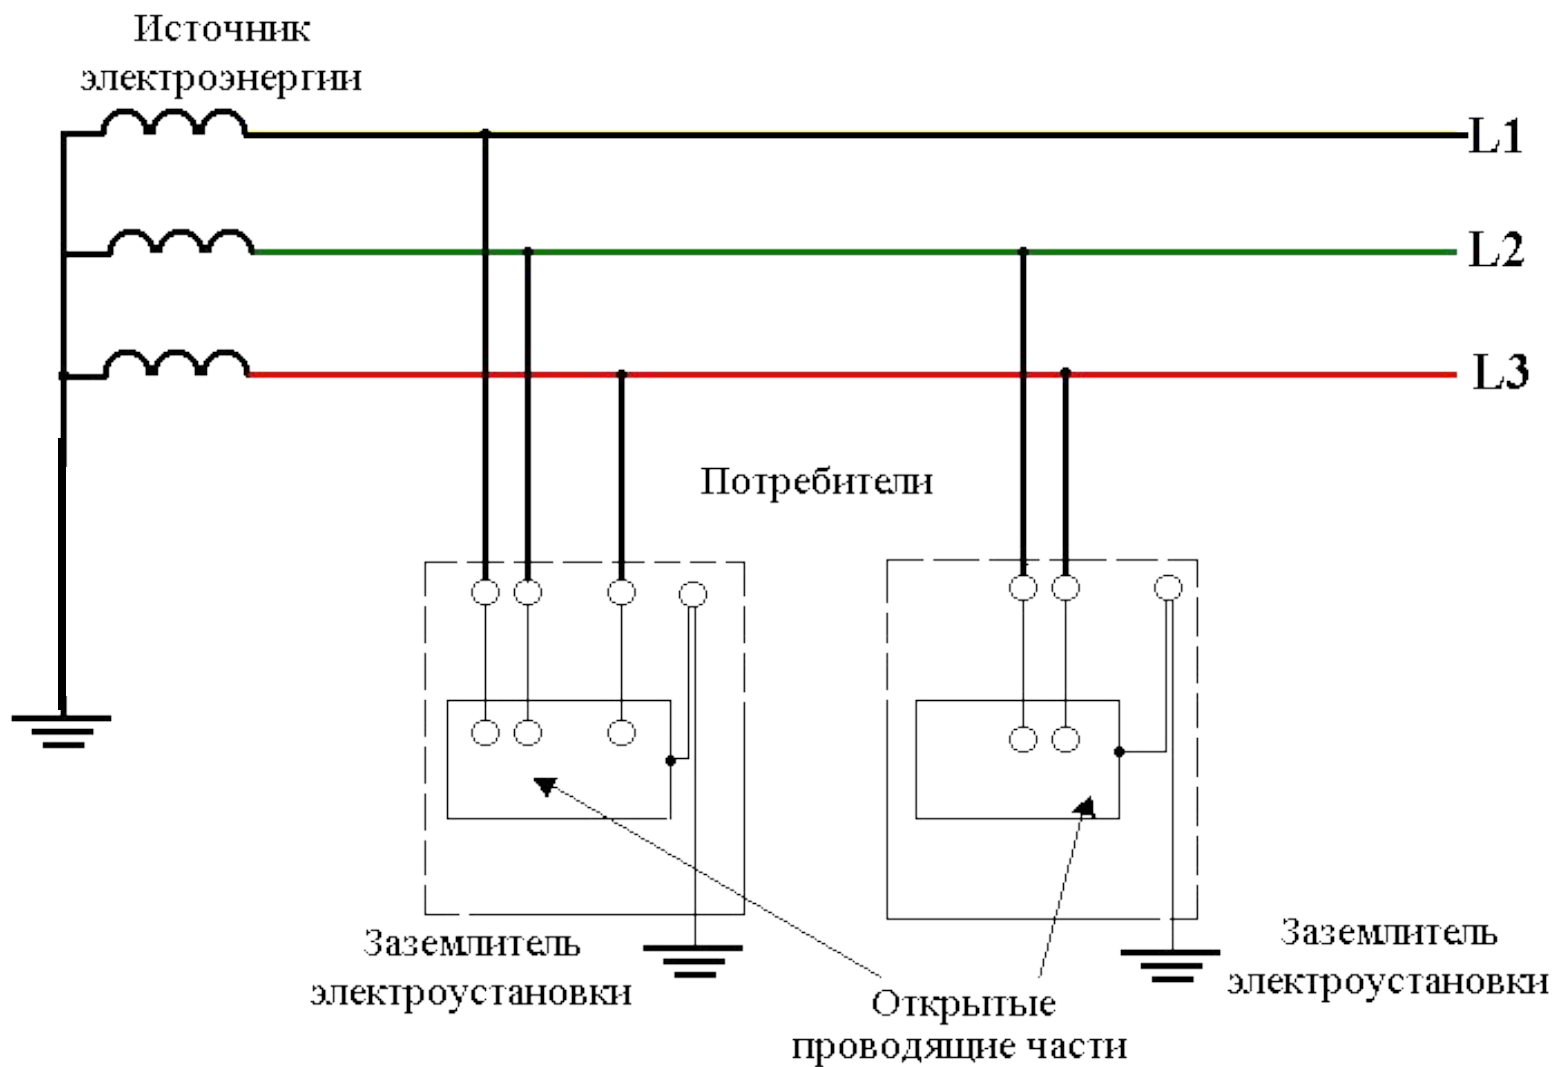 Источник
электроэнергии
L1
L2
L3
Потребители
Заземлитель
электроустановки
Открытые
проводящие части
Заземлитель
электроустановки